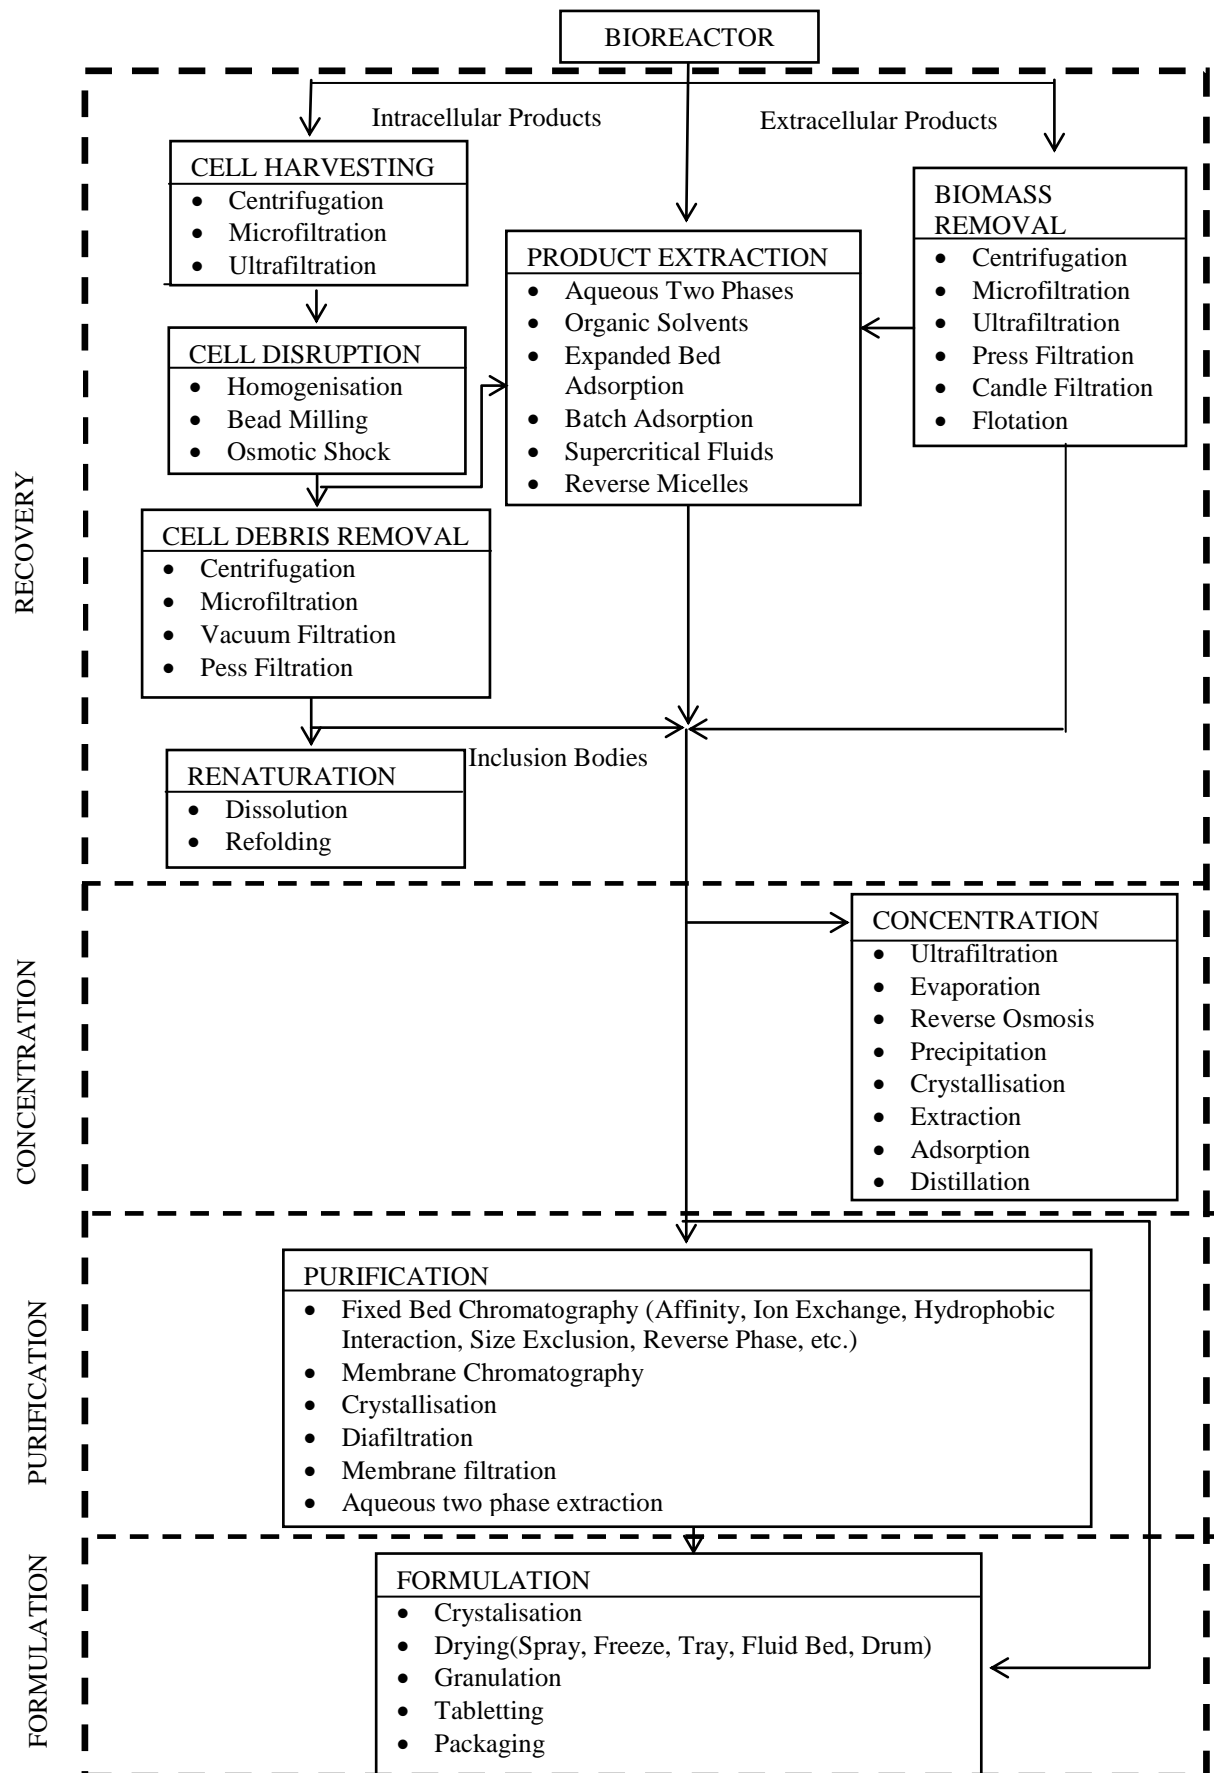 BIOREACTOR
Intracellular Products
Extracellular Products
CELL HARVESTING
• Centrifugation
• Microfiltration
• Ultrafiltration
BIOMASS
REMOVAL
• Centrifugation
• Microfiltration
• Ultrafiltration
• Press Filtration
• Candle Filtration
• Flotation
PRODUCT EXTRACTION
• Aqueous Two Phases
• Organic Solvents
• Expanded Bed
Adsorption
• Batch Adsorption
• Supercritical Fluids
• Reverse Micelles
CELL DISRUPTION
• Homogenisation
• Bead Milling
• Osmotic Shock
RECOVERY
CELL DEBRIS REMOVAL
• Centrifugation
• Microfiltration
• Vacuum Filtration
• Pess Filtration
Inclusion Bodies
RENATURATION
• Dissolution
• Refolding
CONCENTRATION
CONCENTRATION
• Ultrafiltration
• Evaporation
• Reverse Osmosis
• Precipitation
• Crystallisation
• Extraction
• Adsorption
• Distillation
PURIFICATION
PURIFICATION
• Fixed Bed Chromatography (Affinity, Ion Exchange, Hydrophobic
Interaction, Size Exclusion, Reverse Phase, etc.)
• Membrane Chromatography
• Crystallisation
• Diafiltration
• Membrane filtration
• Aqueous two phase extraction
FORMULATION
FORMULATION
• Crystalisation
• Drying(Spray, Freeze, Tray, Fluid Bed, Drum)
• Granulation
• Tabletting
• Packaging